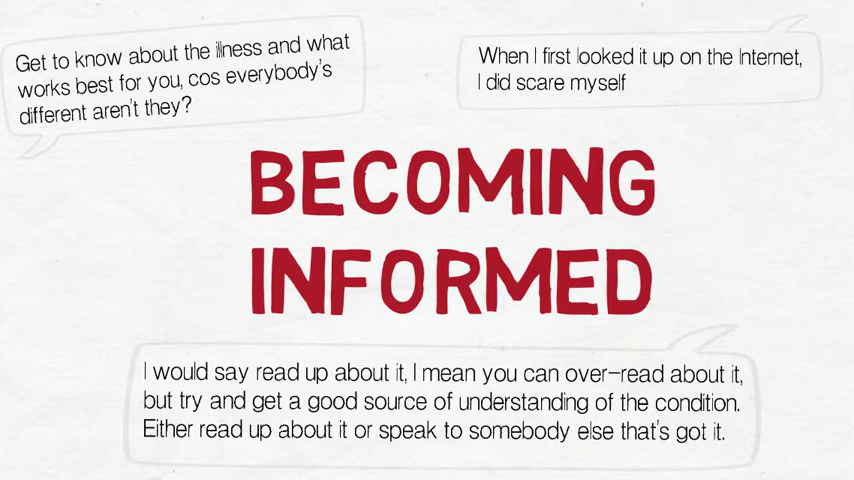 Get to know about the illness and what
works best for you, cos everybody's
different aren't they?
When I first looked it up on the Internet,
I did scare myself
BECOMING
INFORMED
I would say read up about it, I mean you can over-read about it,
but try and get a good source of understanding of the condition.
Either read up about it or speak to somebody else that's got it.